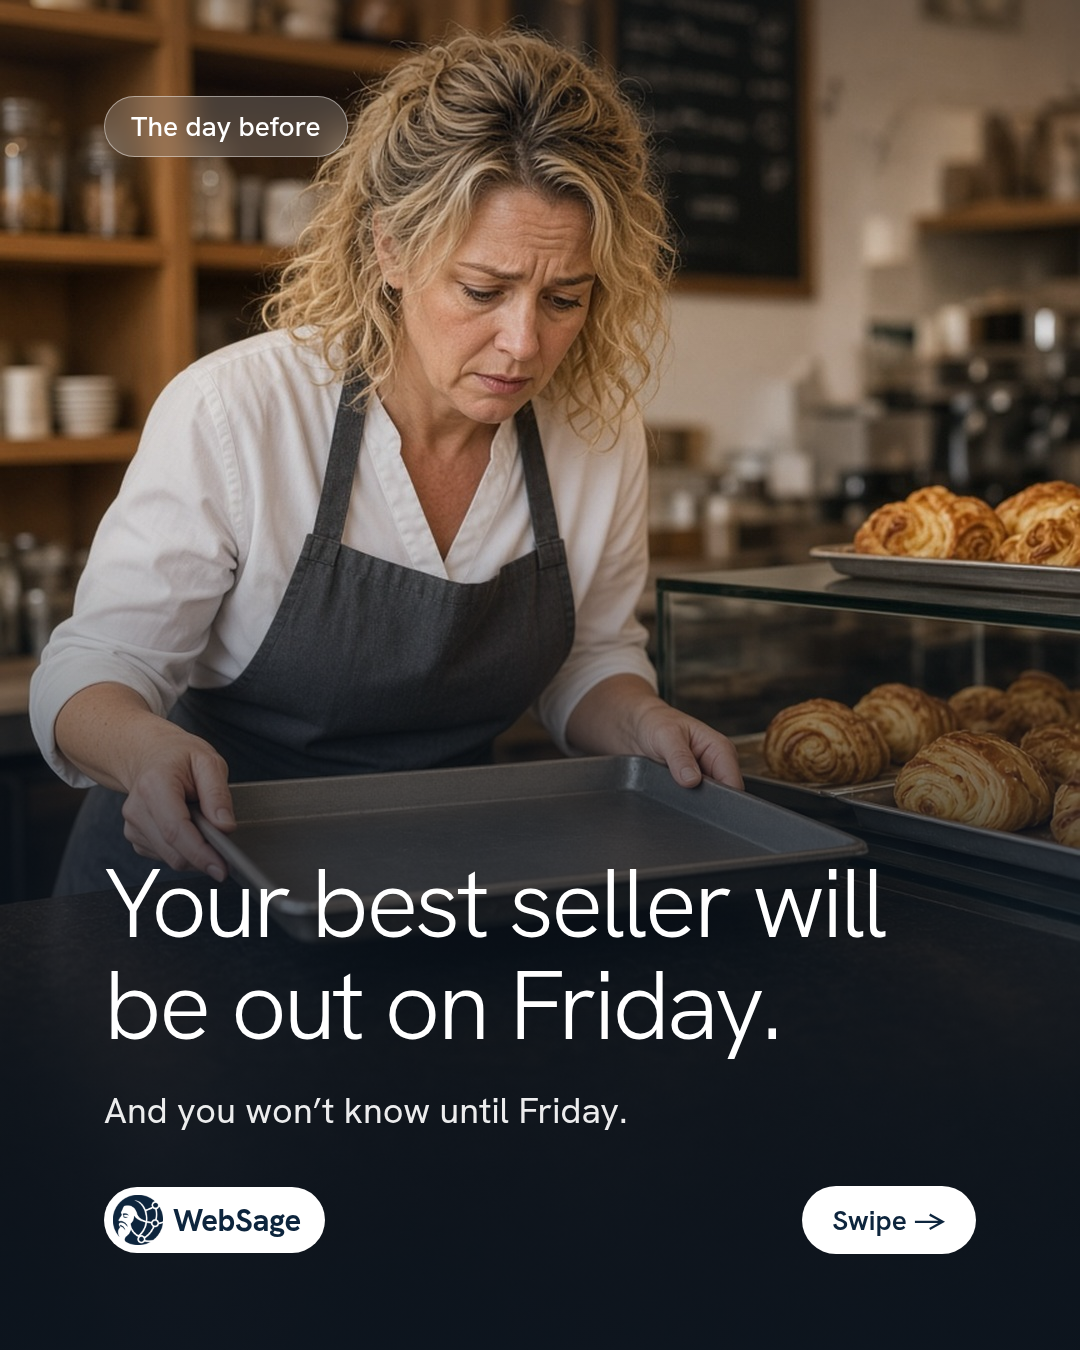 The day before
Your best seller will
be out on Friday.
And you won’t know until Friday.
WebSage
Swipe →